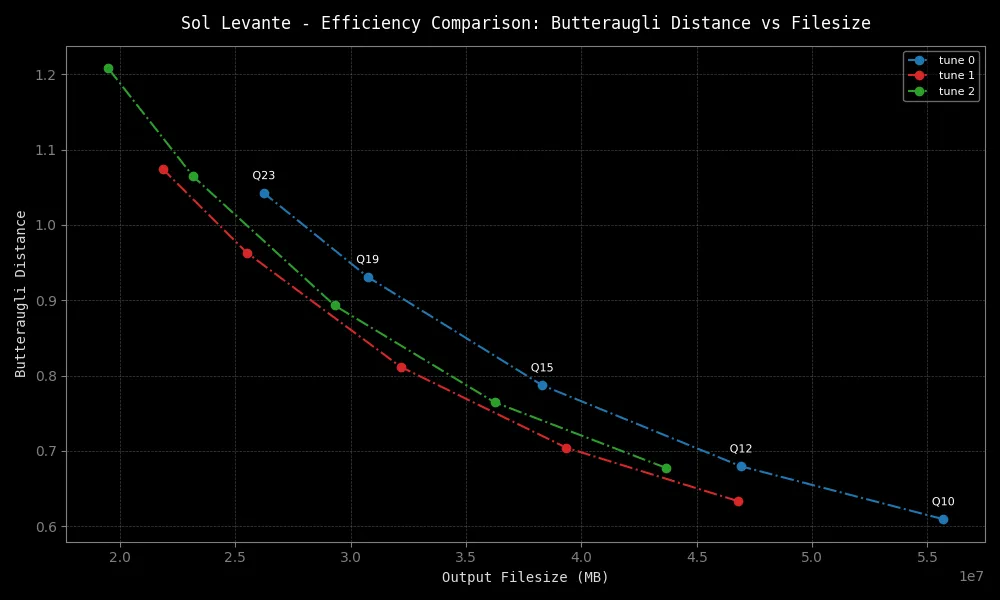 Sol Levante - Efficiency Comparison: Butteraugli Distance vs Filesize
tune 0
tune 1
tune 2
1.2
1.1
1.0
0.9
0.8
0.7
0.6
Butteraugli Distance
Q23
Q19
Q15
Q12
Q10
2.0 2.5 3.0 3.5 4.0 4.5 5.0 5.5
1e7
Output Filesize (MB)